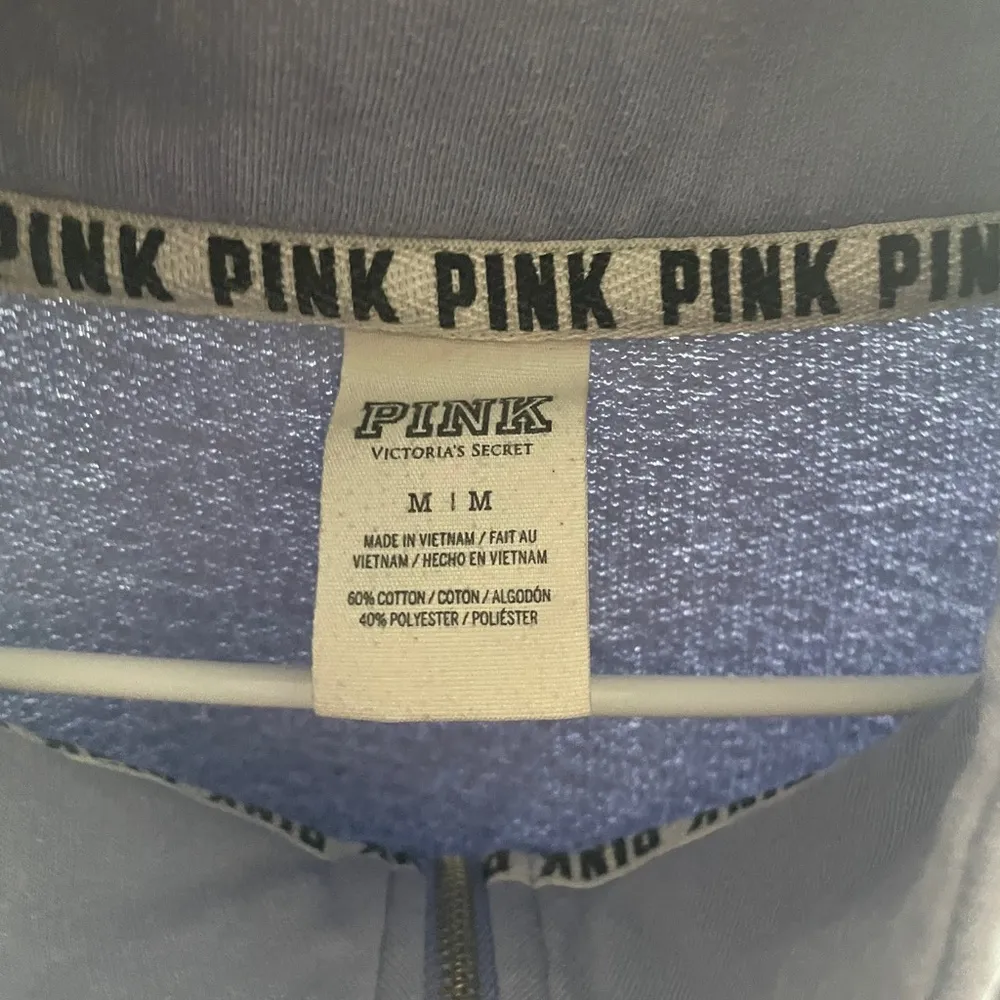 PINK PINK PINK PINK PIN
PINK
VICTORIA'S SECRET
M | M
MADE IN VIETNAM / FAIT AU
VIETNAM / HECHO EN VIETNAM
60% COTTON / COTON / ALGODÓN
40% POLYESTER / POLIÉSTER
PINK